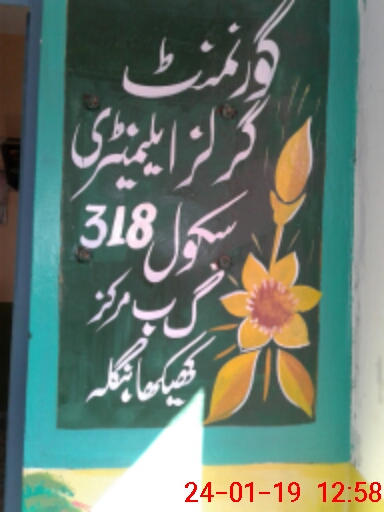 گورنمنٹ
گرلز ایلیمنٹری
سکول 318
گ ب مرکز
کھیکھا بنگلہ
24-01-19 12:58